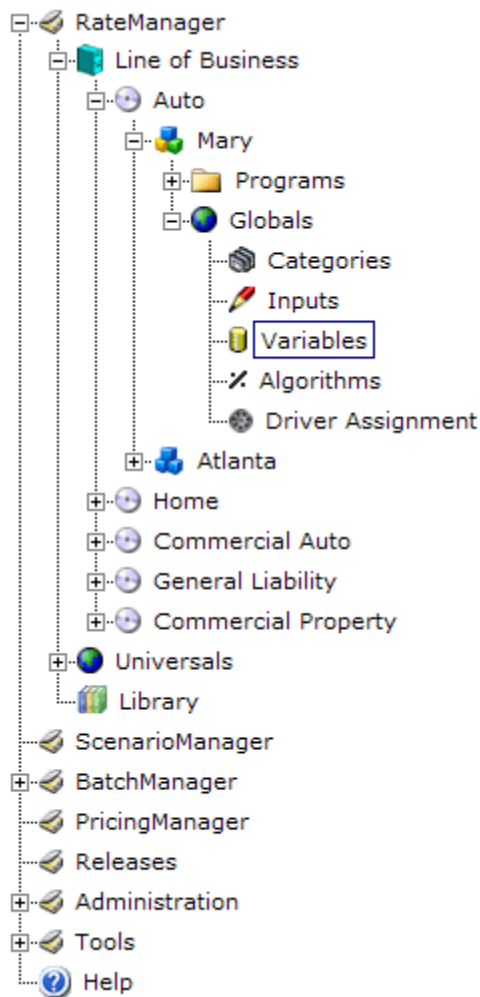 RateManager
Line of Business
Auto
Mary
Programs
Globals
Categories
Inputs
Variables
Algorithms
Driver Assignment
Atlanta
Home
Commercial Auto
General Liability
Commercial Property
Universals
Library
ScenarioManager
BatchManager
PricingManager
Releases
Administration
Tools
Help